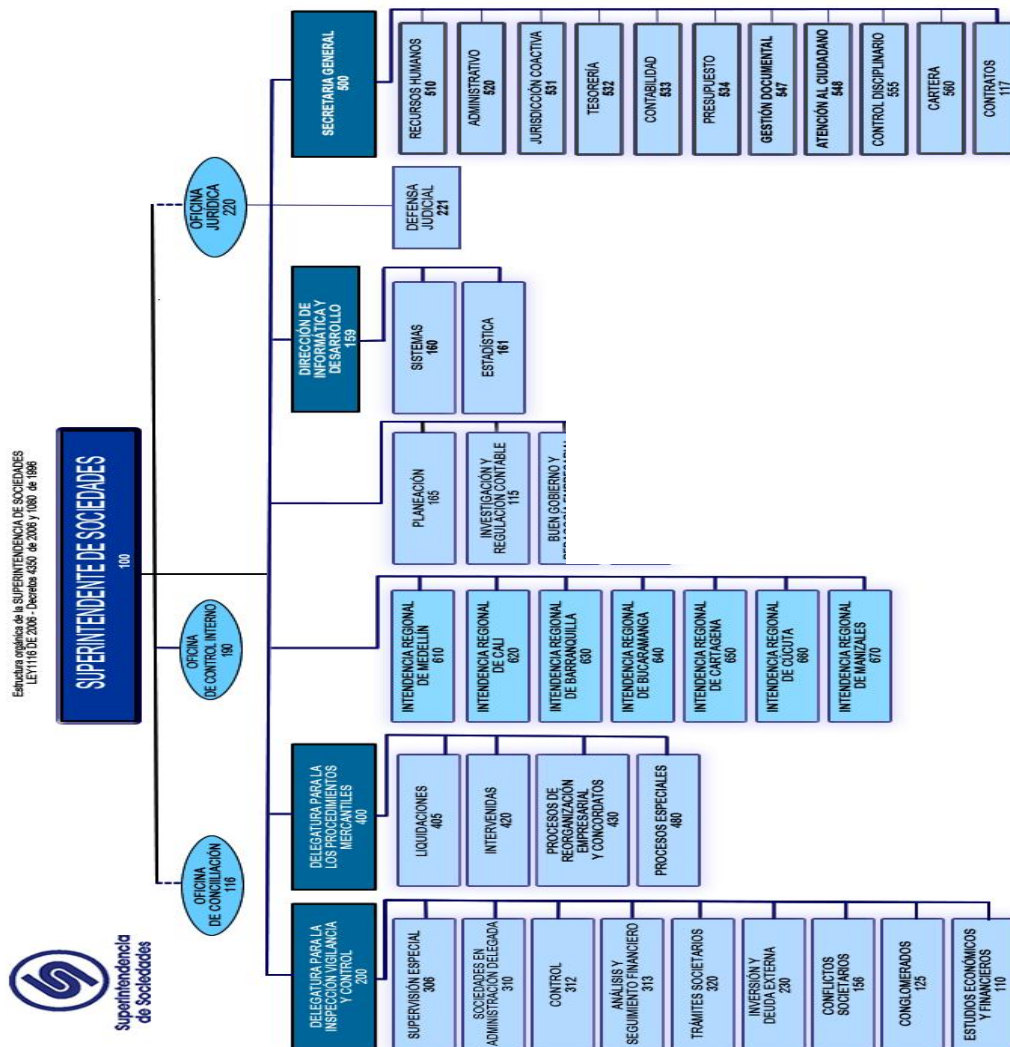 Superintendencia
de Sociedades
Estructura orgánica de la SUPERINTENDENCIA DE SOCIEDADES
LEY1116 DE 2006 - Decretos 4350 de 2006 y 1080 de 1996
SUPERINTENDENTE DE SOCIEDADES
100
OFICINA
DE CONCIILIACIÓN
116
OFICINA
DE CONTROL INTERNO
190
OFICINA
JURÍDICA
220
DELEGATURA PARA LA
INSPECCIÓN VIGILANCIA
Y CONTROL
200
SUPERVISIÓN ESPECIAL
306
SOCIEDADES EN
ADMINISTRACIÓN DELEGADA
310
CONTROL
312
ANÁLISIS Y
SEGUIMIENTO FINANCIERO
313
TRÁMITES SOCIETARIOS
320
INVERSIÓN Y
DEUDA EXTERNA
230
CONFLICTOS
SOCIETARIOS
156
CONGLOMERADOS
125
ESTUDIOS ECONÓMICOS
Y FINANCIEROS
110
DELEGATURA PARA LA
LOS PROCEDIMIENTOS
MERCANTILES
400
LIQUIDACIONES
405
INTERVENIDAS
420
PROCESOS DE
REORGANIZACIÓN
EMPRESARIAL
Y CONCORDATOS
430
PROCESOS ESPECIALES
480
INTENDENCIA REGIONAL
DE MEDELLÍN
610
INTENDENCIA REGIONAL
DE CALI
620
INTENDENCIA REGIONAL
DE BARRANQUILLA
630
INTENDENCIA REGIONAL
DE BUCARAMANGA
640
INTENDENCIA REGIONAL
DE CARTAGENA
650
INTENDENCIA REGIONAL
DE CÚCUTA
660
INTENDENCIA REGIONAL
DE MANIZALES
670
PLANEACIÓN
165
INVESTIGACIÓN Y
REGULACIÓN CONTABLE
115
BUEN GOBIERNO Y
DIRECCIÓN DE
INFORMÁTICA Y
DESARROLLO
159
SISTEMAS
160
ESTADÍSTICA
161
DEFENSA
JUDICIAL
221
SECRETARIA GENERAL
500
RECURSOS HUMANOS
510
ADMINISTRATIVO
520
JURISDICCIÓN COACTIVA
531
TESORERÍA
532
CONTABILIDAD
533
PRESUPUESTO
534
GESTIÓN DOCUMENTAL
547
ATENCIÓN AL CIUDADANO
548
CONTROL DISCIPLINARIO
555
CARTERA
560
CONTRATOS
117